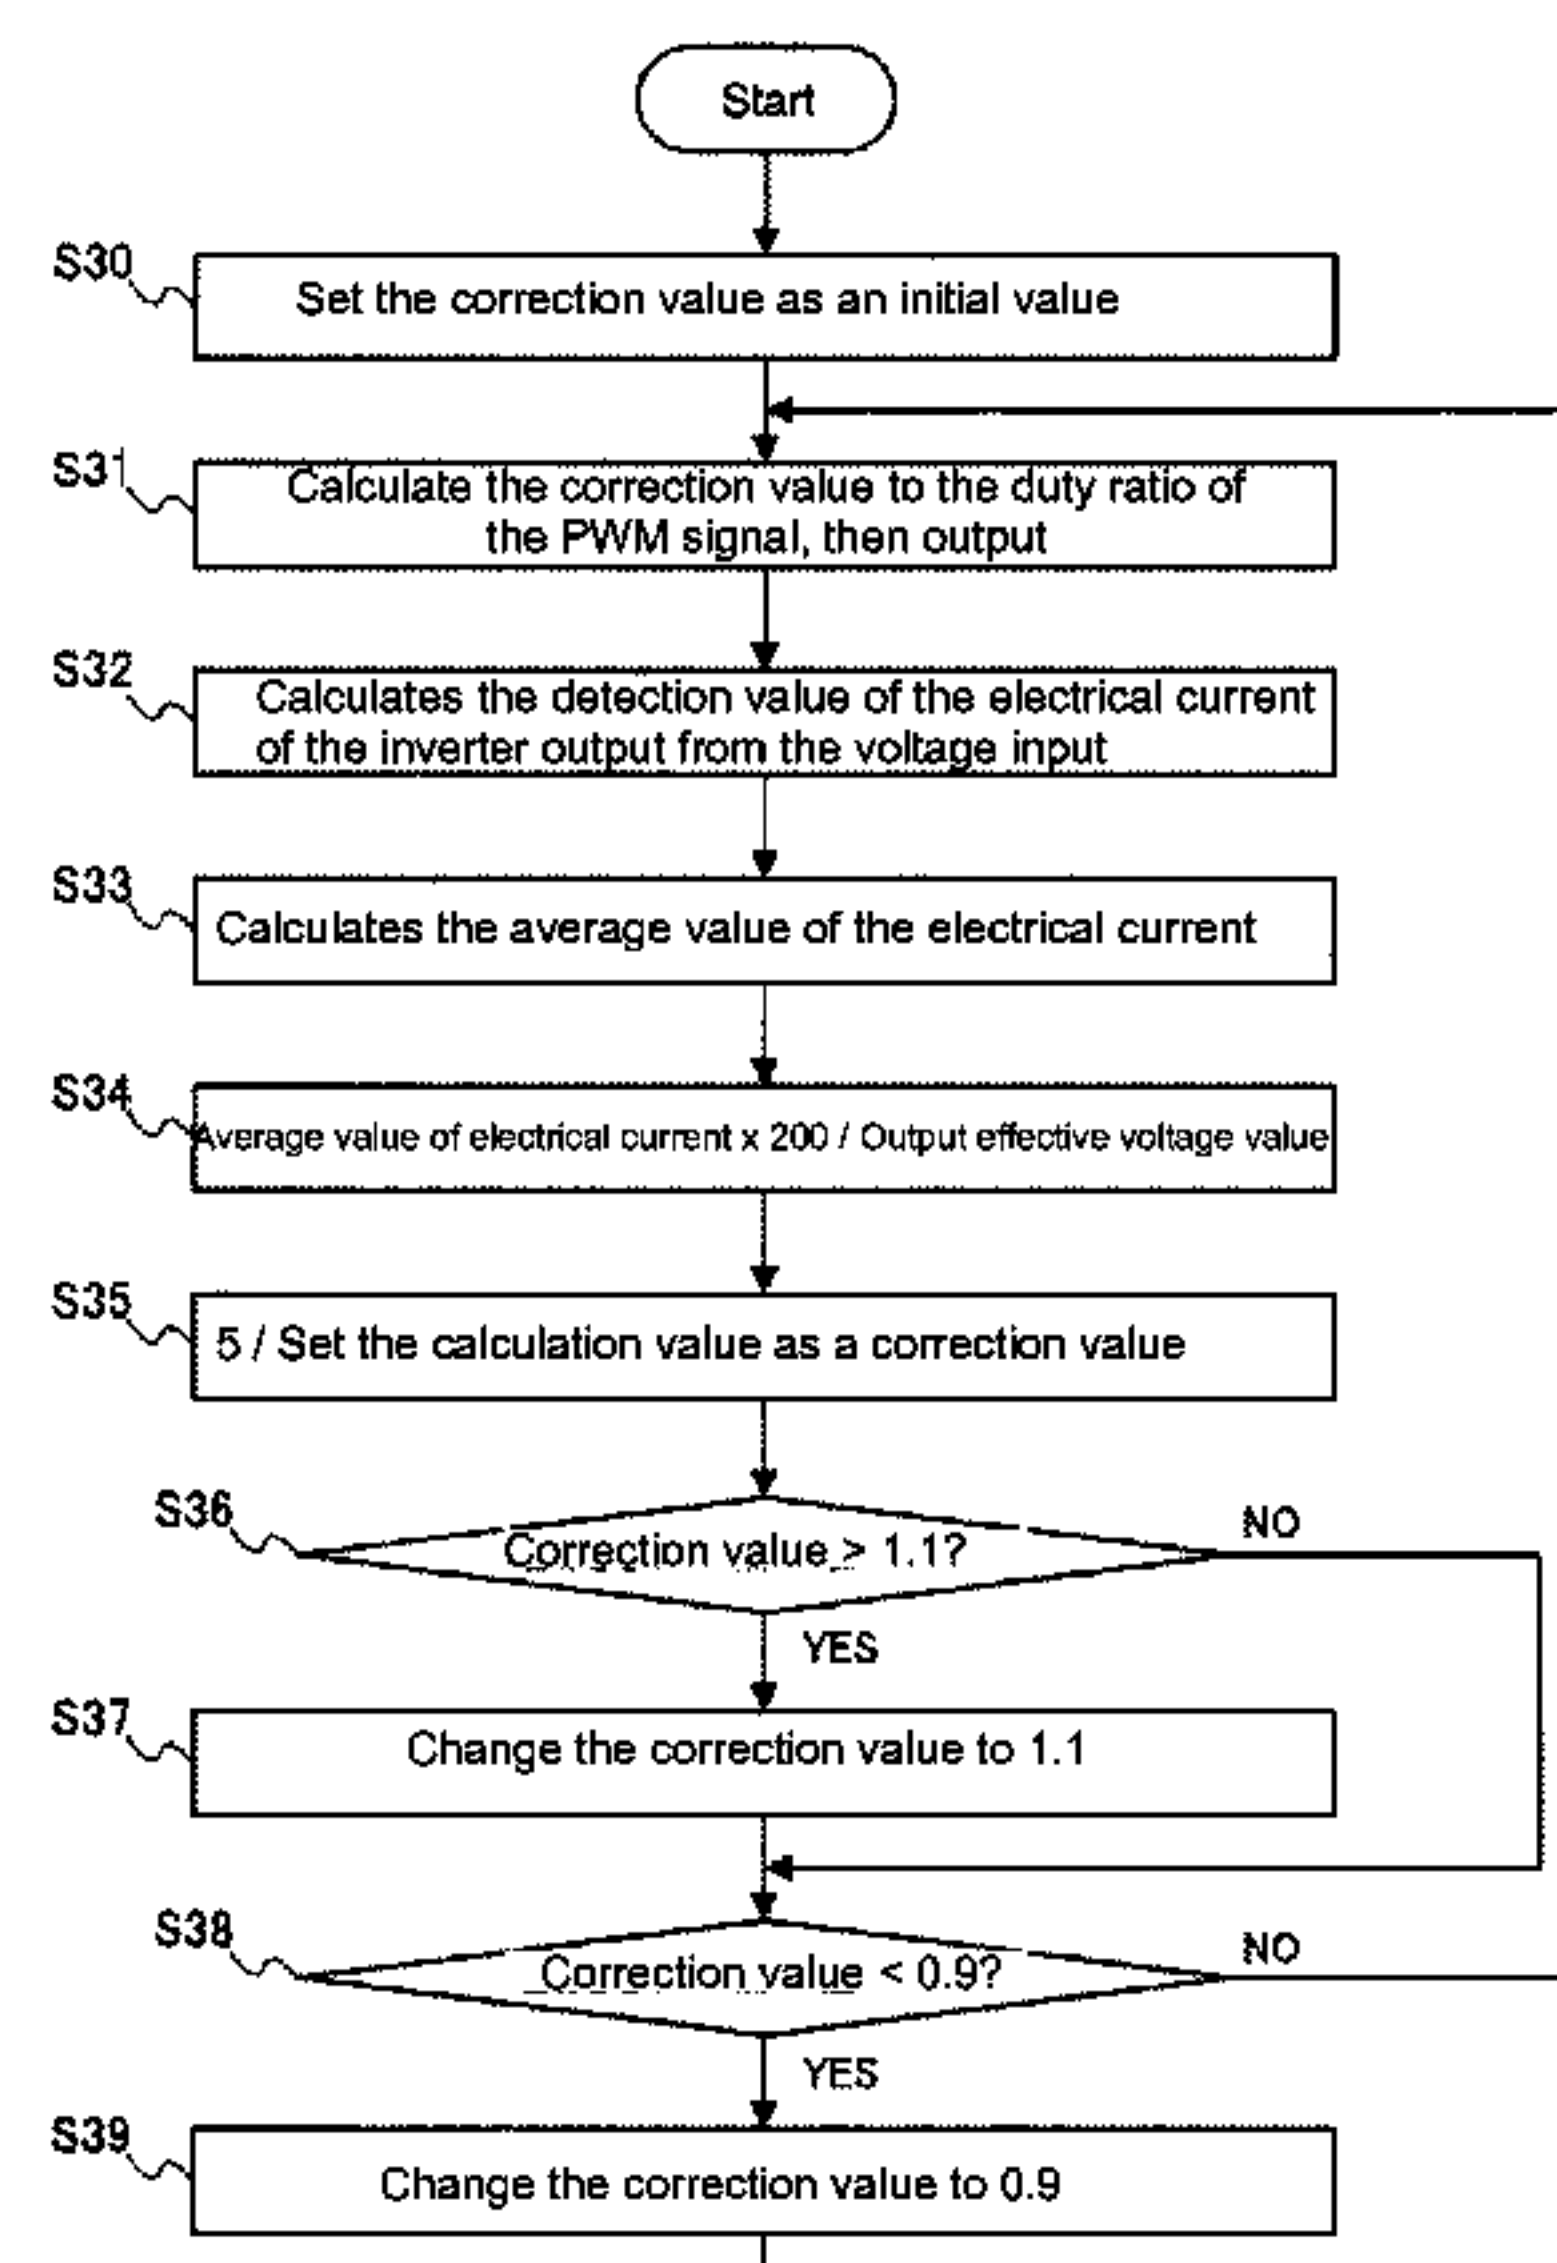 Start
S30
Set the correction value as an initial value
S31
Calculate the correction value to the duty ratio of
the PWM signal, then output
S32
Calculates the detection value of the electrical current
of the inverter output from the voltage input
S33
Calculates the average value of the electrical current
S34
Average value of electrical current x 200 / Output effective voltage value
S35
5 / Set the calculation value as a correction value
S36
Correction value > 1.1?
NO
YES
S37
Change the correction value to 1.1
S38
Correction value < 0.9?
NO
YES
S39
Change the correction value to 0.9